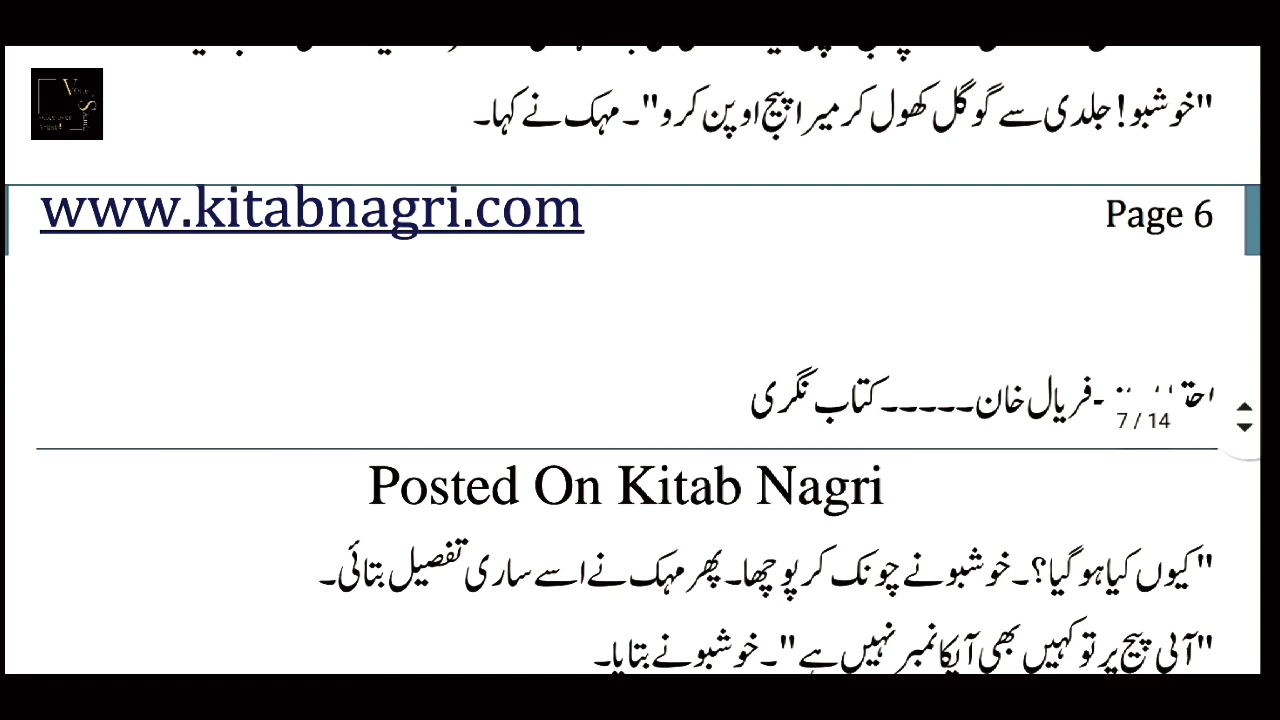 "خوشبو! جلدی سے گوگل کھول کر میرا پیج اوپن کرو"۔ مہک نے کہا۔
www.kitabnagri.com
Page 6
-فریال خان-----کتاب نگری
7 / 14
Posted On Kitab Nagri
"کیوں کیا ہو گیا؟۔ خوشبو نے چونک کر پوچھا۔ پھر مہک نے اسے ساری تفصیل بتائی۔
"آپی پیج پر تو کہیں بھی آپکا نمبر نہیں ہے"۔ خوشبو نے بتایا۔